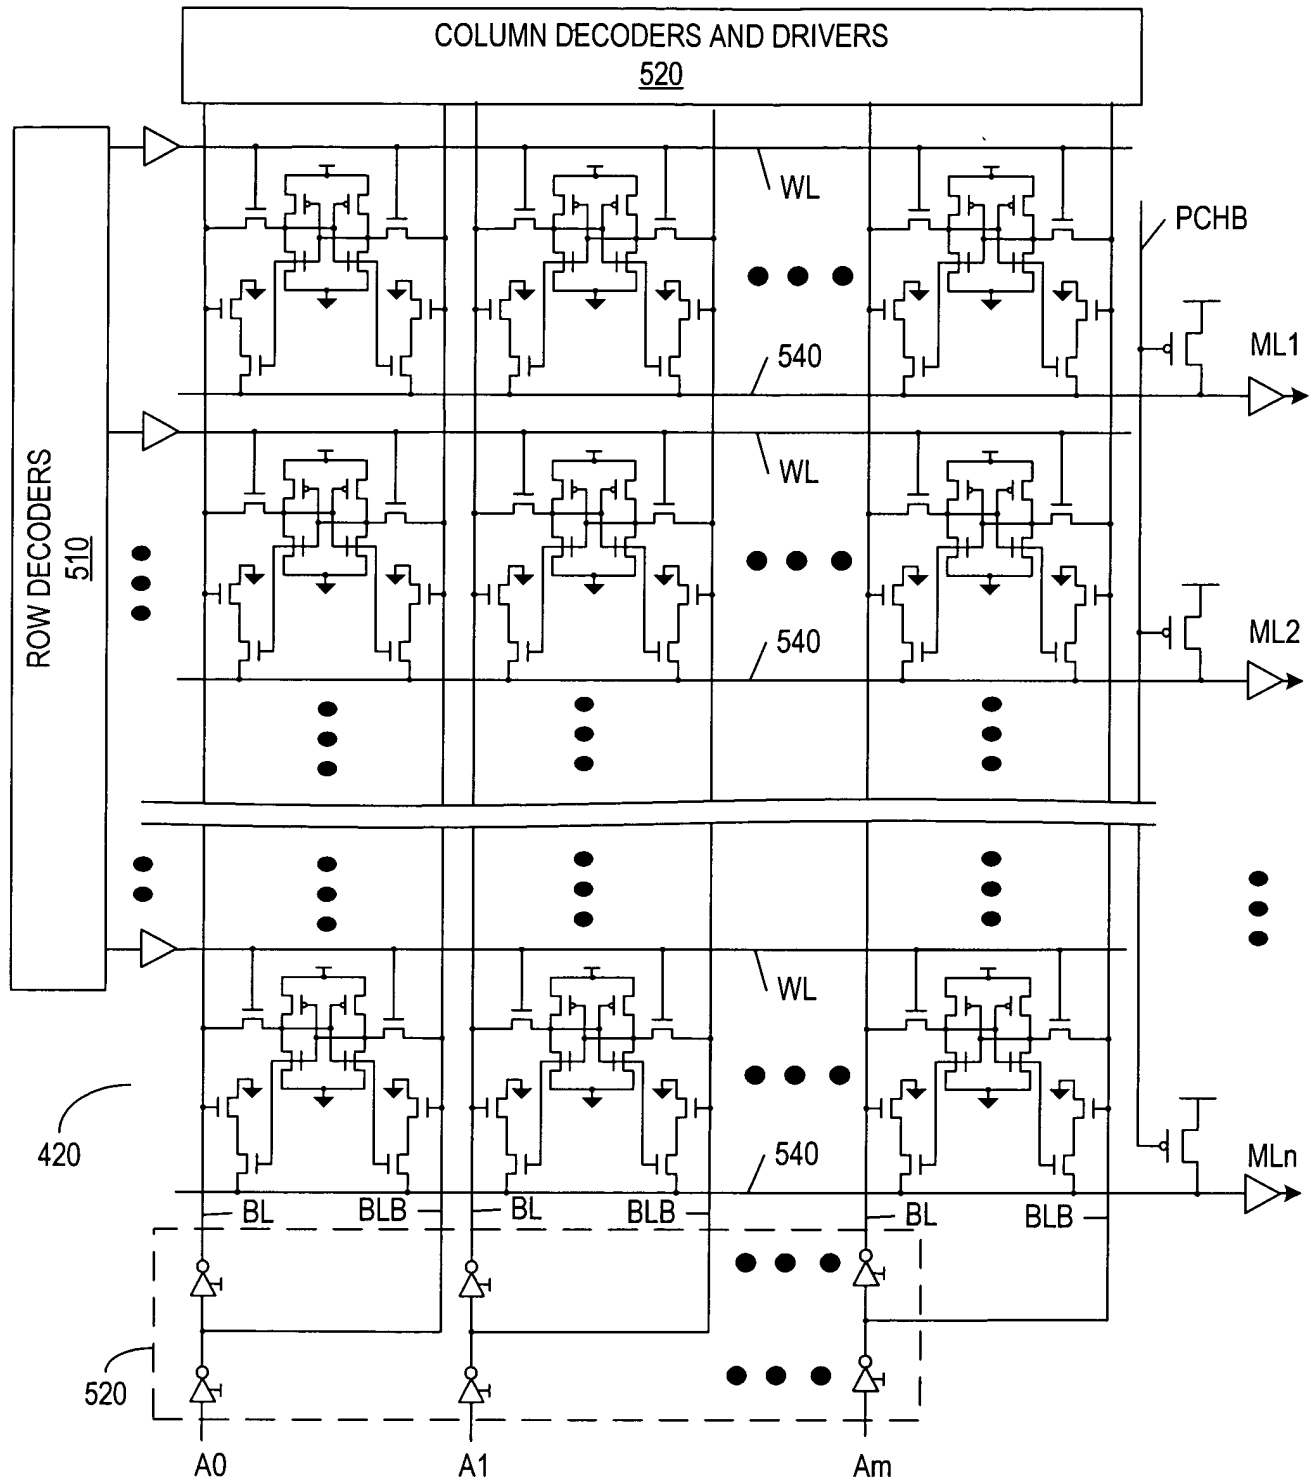 COLUMN DECODERS AND DRIVERS
520
WL
PCHB
540
ML1
WL
ROW DECODERS
510
540
ML2
WL
420
540
MLn
BL
BLB
BL
BLB
BL
BLB
520
A0
A1
Am